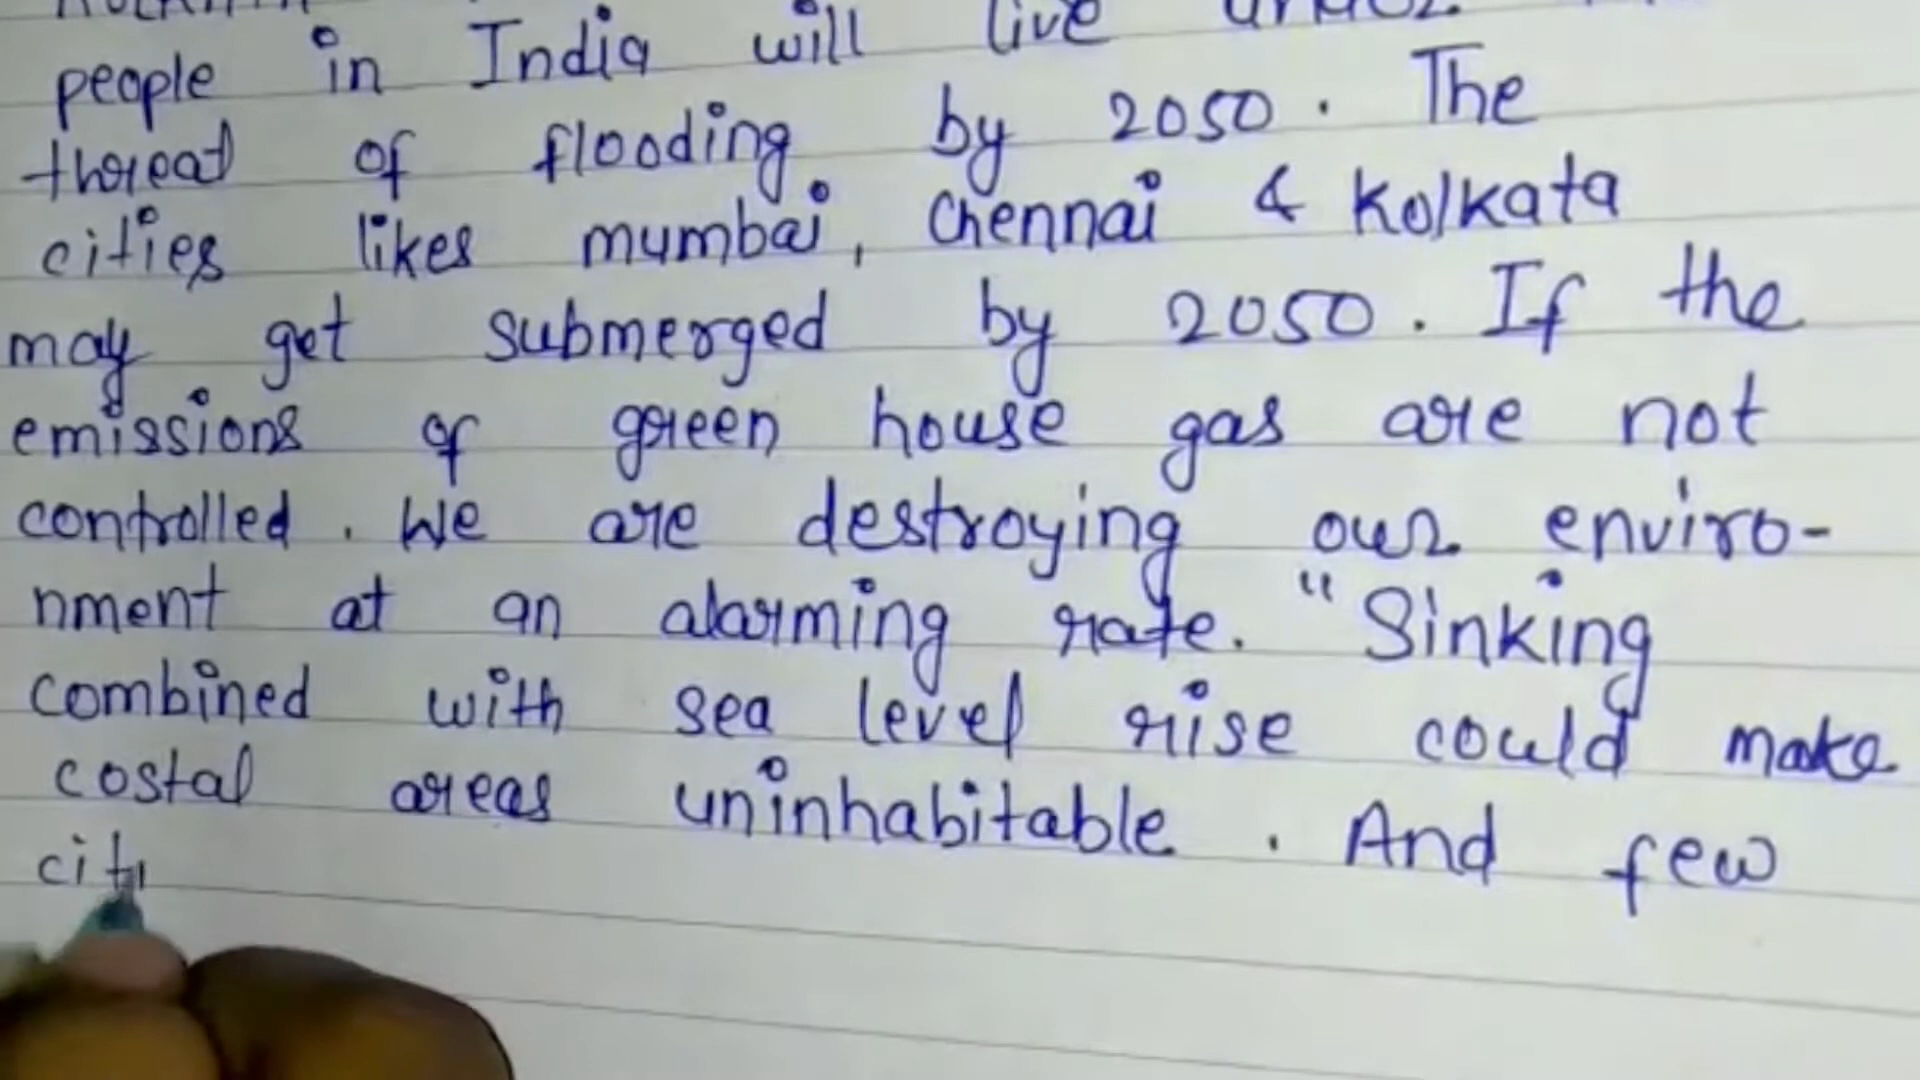 people in India will live under
threat of flooding by 2050. The
cities likes mumbai, Chennai & Kolkata
may get submerged by 2050. If the
emissions of green house gas are not
controlled. We are destroying our enviro-
nment at an alarming rate. "Sinking
combined with sea level rise could make
costal areas uninhabitable. And few
citi